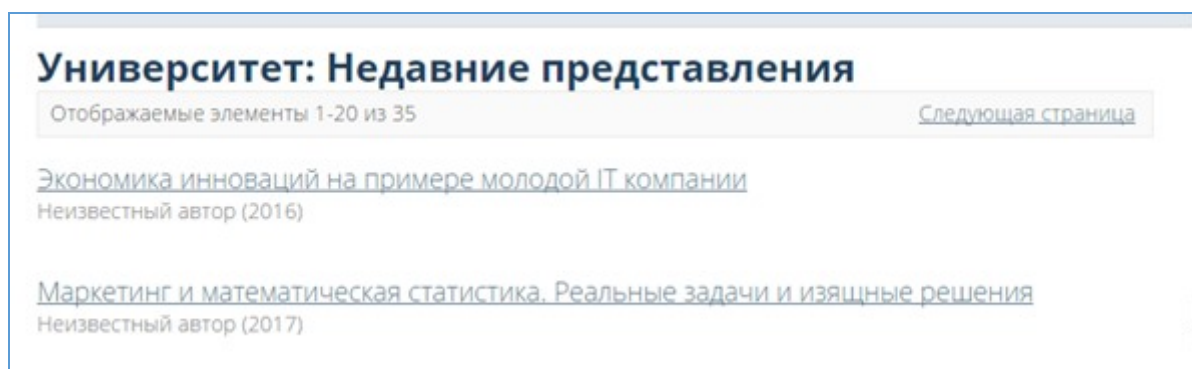 Университет: Недавние представления
Отображаемые элементы 1-20 из 35 Следующая страница
Экономика инноваций на примере молодой IT компании
Неизвестный автор (2016)
Маркетинг и математическая статистика. Реальные задачи и изящные решения
Неизвестный автор (2017)